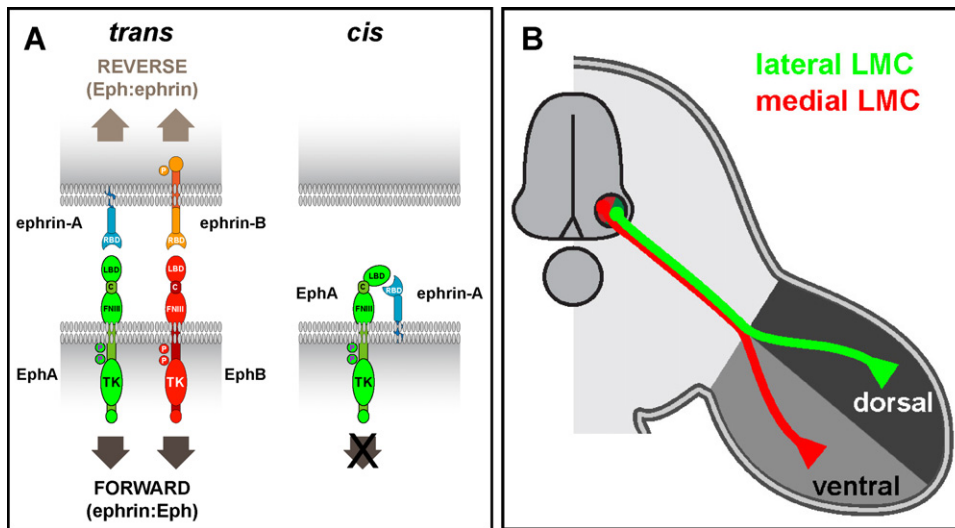 A
trans
cis
REVERSE
(Eph:ephrin)
P
ephrin-A
ephrin-B
RBD
RBD
LBD
LBD
C
C
FNIII
FNIII
P
P
P
P
EphA
EphB
TK
TK
FORWARD
(ephrin:Eph)
LBD
RBD
EphA
ephrin-A
C
FNIII
P
P
TK
X
B
lateral LMC
medial LMC
dorsal
ventral